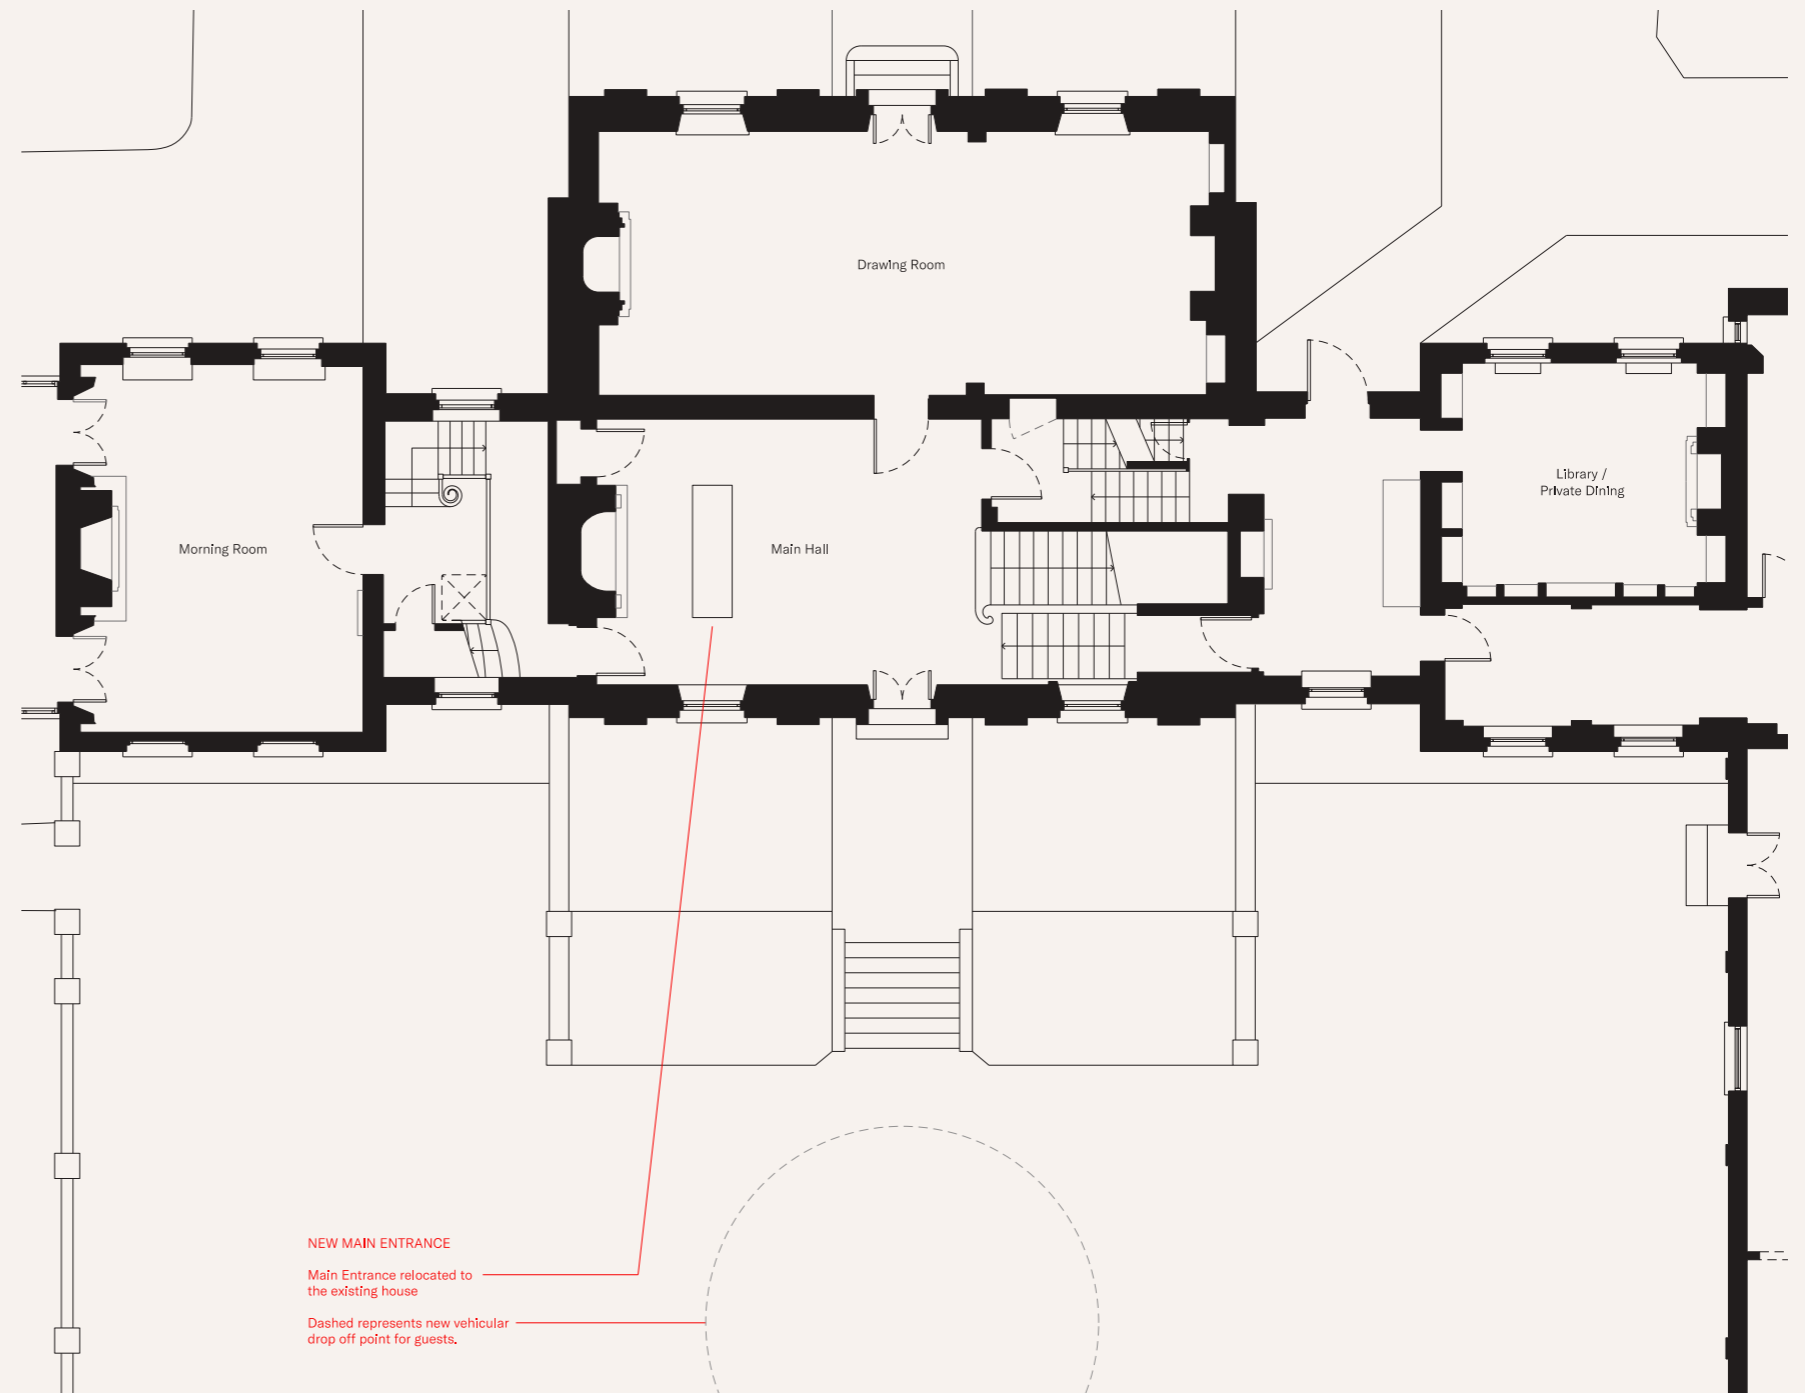 Drawing Room
Library /
Private Dining
Morning Room
Main Hall
NEW MAIN ENTRANCE
Main Entrance relocated to
the existing house
Dashed represents new vehicular
drop off point for guests.